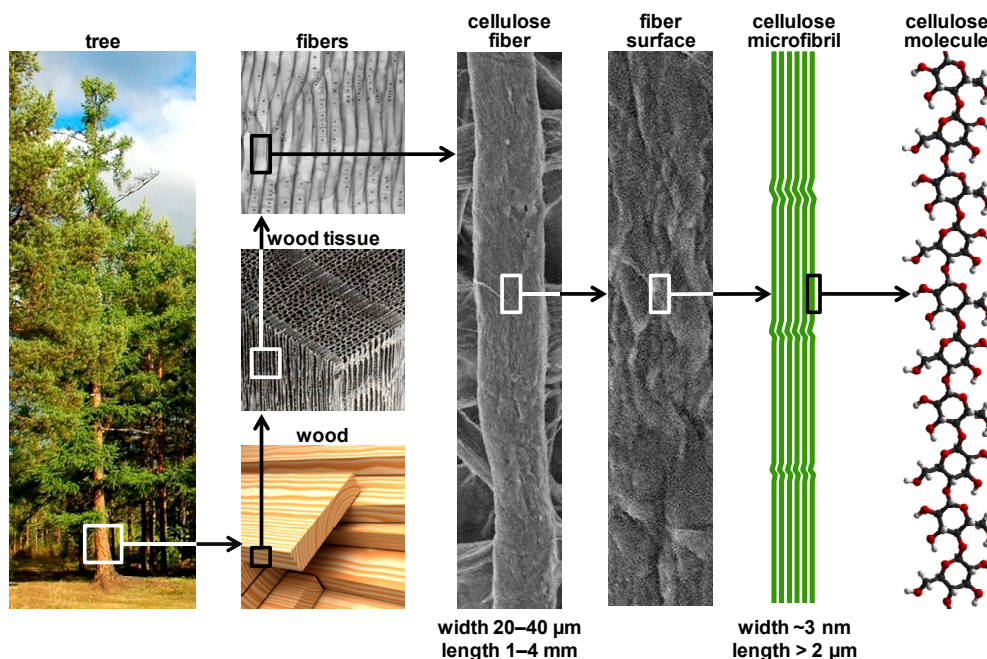 tree
fibers
wood tissue
wood
cellulose
fiber
width 20–40 µm
length 1–4 mm
fiber
surface
cellulose
microfibril
width ~3 nm
length > 2 µm
cellulose
molecule